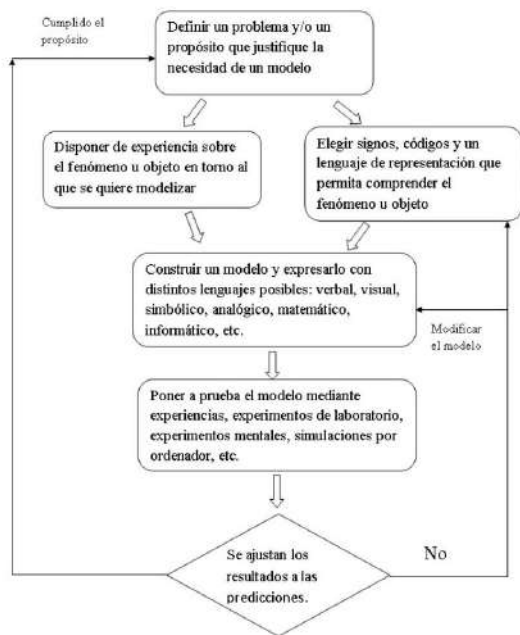 Cumplido el
propósito
Definir un problema y/o un
propósito que justifique la
necesidad de un modelo
Disponer de experiencia sobre
el fenómeno u objeto en torno al
que se quiere modelizar
Elegir signos, códigos y un
lenguaje de representación que
permita comprender el
fenómeno u objeto
Construir un modelo y expresarlo con
distintos lenguajes posibles: verbal, visual,
simbólico, analógico, matemático,
informático, etc.
Modificar
el modelo
Poner a prueba el modelo mediante
experiencias, experimentos de laboratorio,
experimentos mentales, simulaciones por
ordenador, etc.
Se ajustan los
resultados a las
predicciones.
No